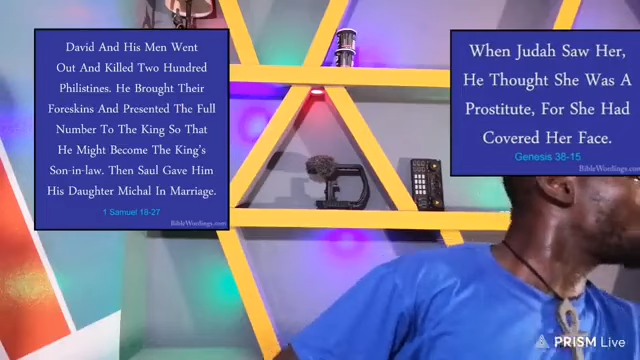 David And His Men Went
Out And Killed Two Hundred
Philistines. He Brought Their
Foreskins And Presented The Full
Number To The King So That
He Might Become The King's
Son-in-law. Then Saul Gave Him
His Daughter Michal In Marriage.
1 Samuel 18-27
BibleWordings.com
When Judah Saw Her,
He Thought She Was A
Prostitute, For She Had
Covered Her Face.
Genesis 38-15
BibleWordings.com
PRISM Live